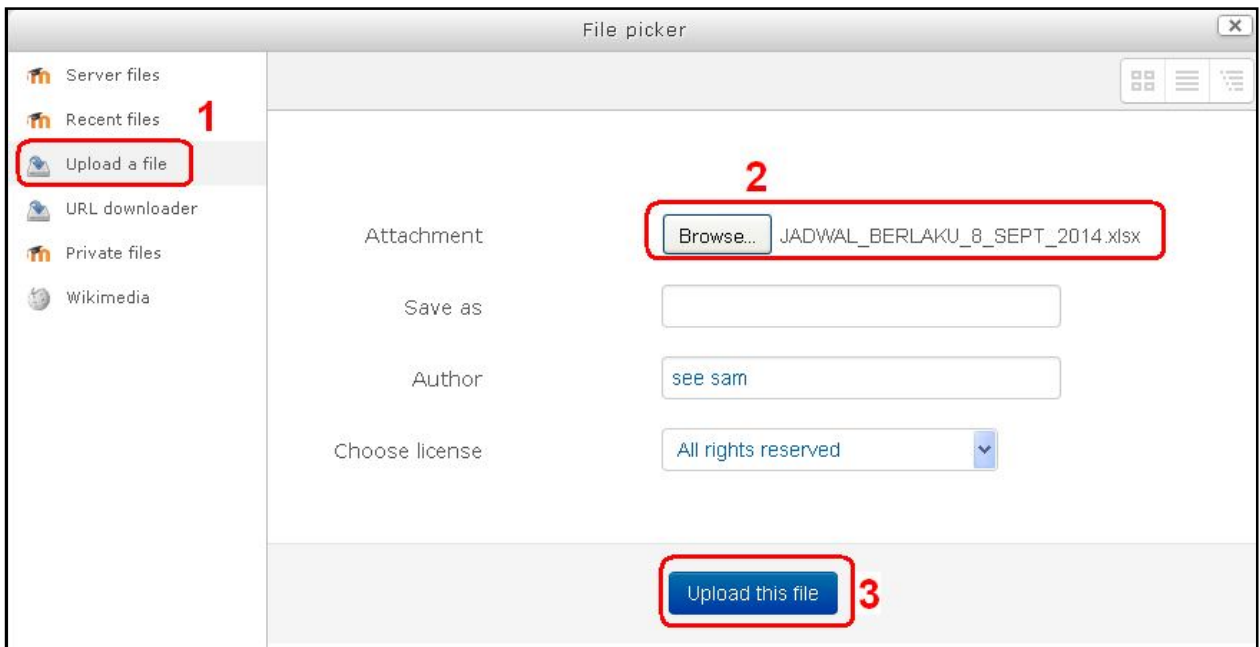 File picker
Server files
Recent files
1
Upload a file
URL downloader
Private files
Wikimedia
2
Attachment
Browse... JADWAL_BERLAKU_8_SEPT_2014.xlsx
Save as
Author
see sam
Choose license
All rights reserved
Upload this file
3